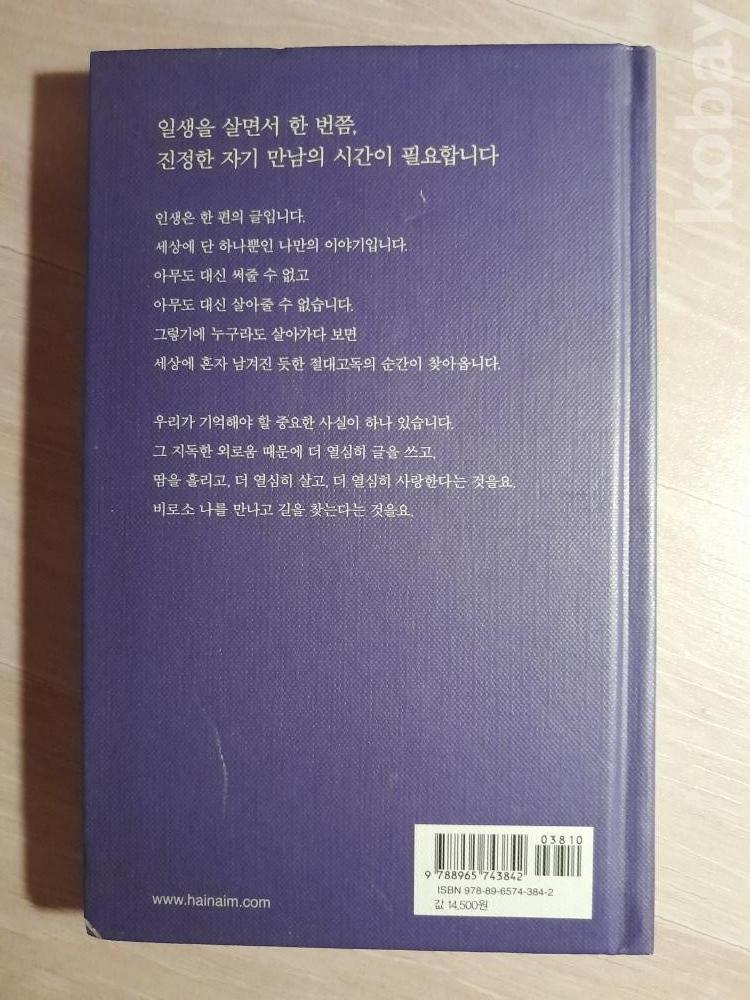 일생을 살면서 한 번쯤,
진정한 자기 만남의 시간이 필요합니다
인생은 한 편의 글입니다.
세상에 단 하나뿐인 나만의 이야기입니다.
아무도 대신 써줄 수 없고
아무도 대신 살아줄 수 없습니다.
그렇기에 누구라도 살아가다 보면
세상에 혼자 남겨진 듯한 절대고독의 순간이 찾아옵니다.
우리가 기억해야 할 중요한 사실이 하나 있습니다.
그 지독한 외로움 때문에 더 열심히 글을 쓰고,
땀을 흘리고, 더 열심히 살고, 더 열심히 사랑한다는 것을요.
비로소 나를 만나고 길을 찾는다는 것을요.
www.hainaim.com
03810
9 788965 743842
ISBN 978-89-6574-384-2
값 14,500원
kobay